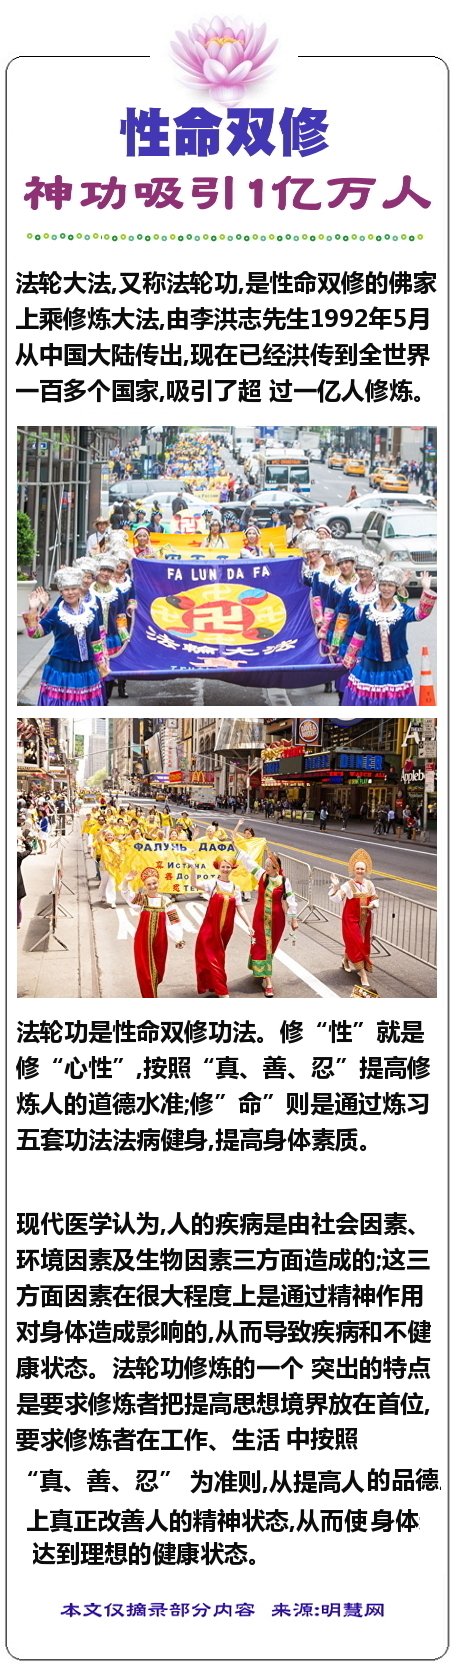 性命双修
神功吸引1亿万人
法轮大法,又称法轮功,是性命双修的佛家
上乘修炼大法,由李洪志先生1992年5月
从中国大陆传出,现在已经洪传到全世界
一百多个国家,吸引了超 过一亿人修炼。
FALUN DAFA
法輪大法
ФАЛУНЬ ДАФА
ИСТИНА
ДОБРОТА
DINER
Applebee's
法轮功是性命双修功法。修“性”就是
修“心性”,按照“真、善、忍”提高修
炼人的道德水准;修”命”则是通过炼习
五套功法法病健身,提高身体素质。
现代医学认为,人的疾病是由社会因素、
环境因素及生物因素三方面造成的;这三
方面因素在很大程度上是通过精神作用
对身体造成影响的,从而导致疾病和不健
康状态。法轮功修炼的一个 突出的特点
是要求修炼者把提高思想境界放在首位,
要求修炼者在工作、生活 中按照
“真、善、忍” 为准则,从提高人的品德
上真正改善人的精神状态,从而使身体
达到理想的健康状态。
本文仅摘录部分内容 来源:明慧网